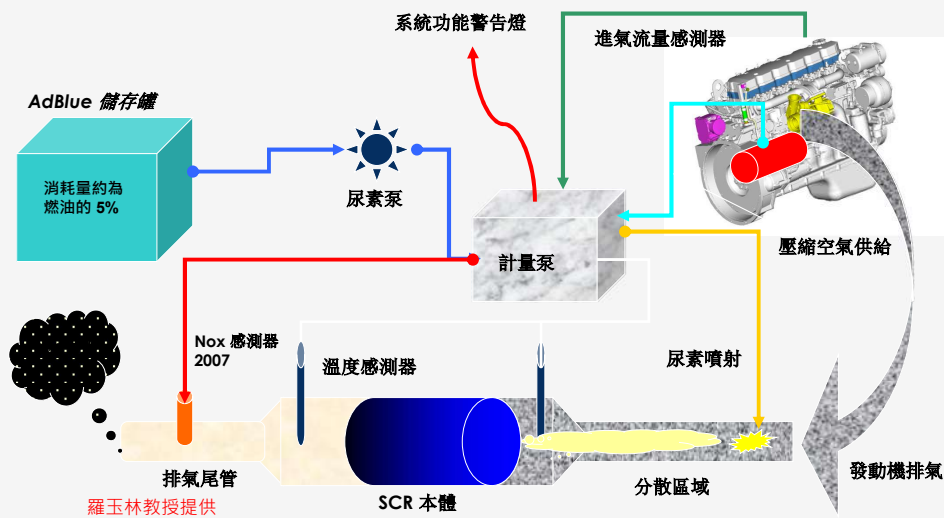 系統功能警告燈
進氣流量感測器
AdBlue 儲存罐
消耗量約為
燃油的 5%
尿素泵
計量泵
壓縮空氣供給
Nox 感測器
2007
溫度感測器
尿素噴射
排氣尾管
SCR 本體
分散區域
發動機排氣
羅玉林教授提供